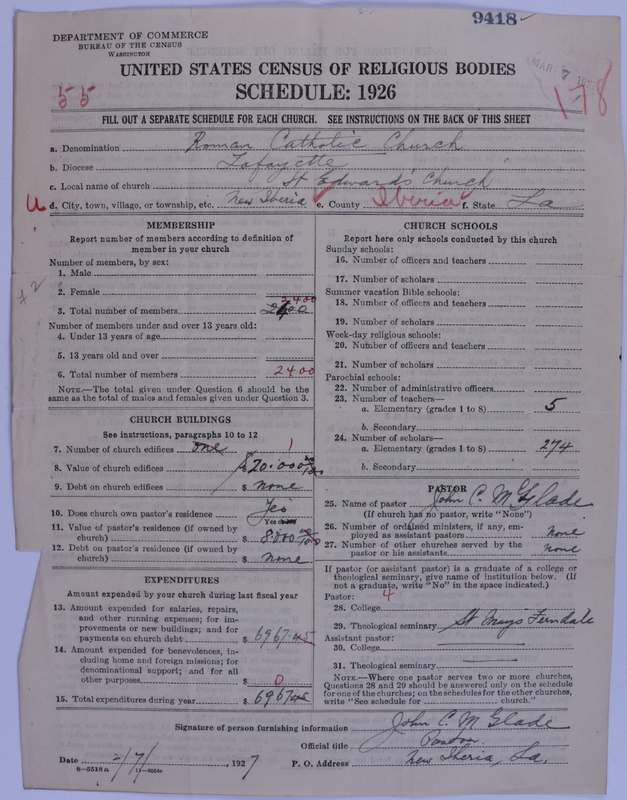 9418
DEPARTMENT OF COMMERCE
BUREAU OF THE CENSUS
WASHINGTON
MAR 7
UNITED STATES CENSUS OF RELIGIOUS BODIES
SCHEDULE: 1926
55
178
FILL OUT A SEPARATE SCHEDULE FOR EACH CHURCH. SEE INSTRUCTIONS ON THE BACK OF THIS SHEET
a. Denomination Roman Catholic Church
b. Diocese Lafayette
c. Local name of church St Edwards Church
U d. City, town, village, or township, etc. New Iberia e. County Iberia f. State La
MEMBERSHIP
Report number of members according to definition of
member in your church
Number of members, by sex:
1. Male
2. Female
2400
3. Total number of members
Number of members under and over 13 years old:
4. Under 13 years of age
5. 13 years old and over
6. Total number of members 2400
NOTE.—The total given under Question 6 should be
same as the total of males and females given under Question 3.
CHURCH BUILDINGS
See instructions, paragraphs 10 to 12
7. Number of church edifices one 1
8. Value of church edifices $ 20.000
9. Debt on church edifices $ none
10. Does church own pastor's residence? Yes
11. Value of pastor's residence (if owned by
church) $ 8000
12. Debt on pastor's residence (if owned by
church) $ none
EXPENDITURES
Amount expended by your church during last fiscal year
13. Amount expended for salaries, repairs,
and other running expenses; for im-
provements or new buildings; and for
payments on church debt $ 6967.45
14. Amount expended for benevolences, in-
cluding home and foreign missions; for
denominational support; and for all
other purposes $ 0
15. Total expenditures during year $ 6967.45
CHURCH SCHOOLS
Report here only schools conducted by this church
Sunday schools:
16. Number of officers and teachers
17. Number of scholars
Summer vacation Bible schools:
18. Number of officers and teachers
19. Number of scholars
Week-day religious schools:
20. Number of officers and teachers
21. Number of scholars
Parochial schools:
22. Number of administrative officers
23. Number of teachers—
a. Elementary (grades 1 to 8) 5
b. Secondary
24. Number of scholars—
a. Elementary (grades 1 to 8) 274
b. Secondary
PASTOR
25. Name of pastor John C. McGlade
(If church has no pastor, write "None")
26. Number of ordained ministers, if any, em-
ployed as assistant pastors none
27. Number of other churches served by the
pastor or his assistants none
If pastor (or assistant pastor) is a graduate of a college or
theological seminary, give name of institution below. (If
not a graduate, write "No" in the space indicated.)
Pastor: 4
28. College
29. Theological seminary St Mary's Ferndale
Assistant pastor:
30. College
31. Theological seminary
NOTE.—Where one pastor serves two or more churches,
Questions 28 and 29 should be answered only on the schedule
for one of the churches; on the schedules for the other churches,
write "See schedule for church."
Signature of person furnishing information John C. McGlade
Official title Pastor
Date 2/7/, 1927 P. O. Address New Iberia, La.
8—5518a